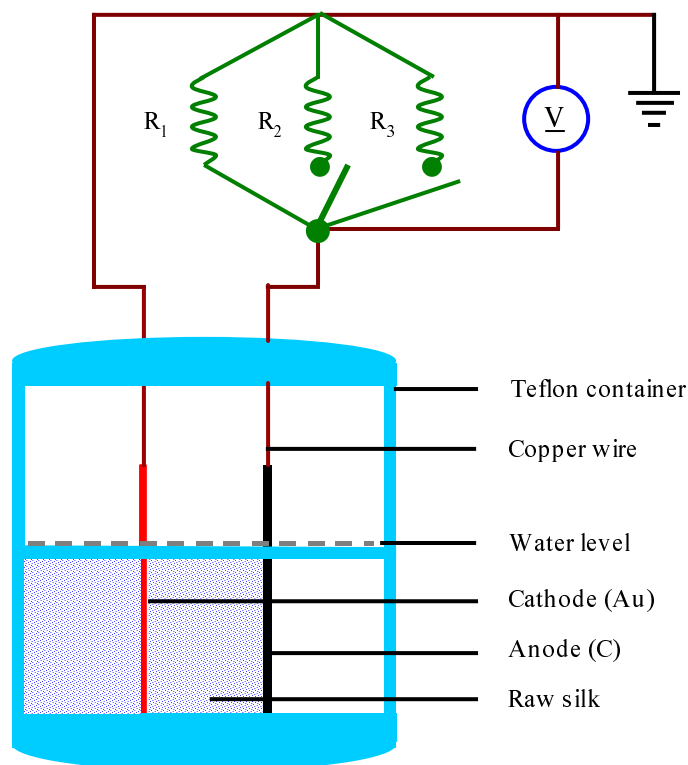 R1
R2
R3
V
Teflon container
Copper wire
Water level
Cathode (Au)
Anode (C)
Raw silk